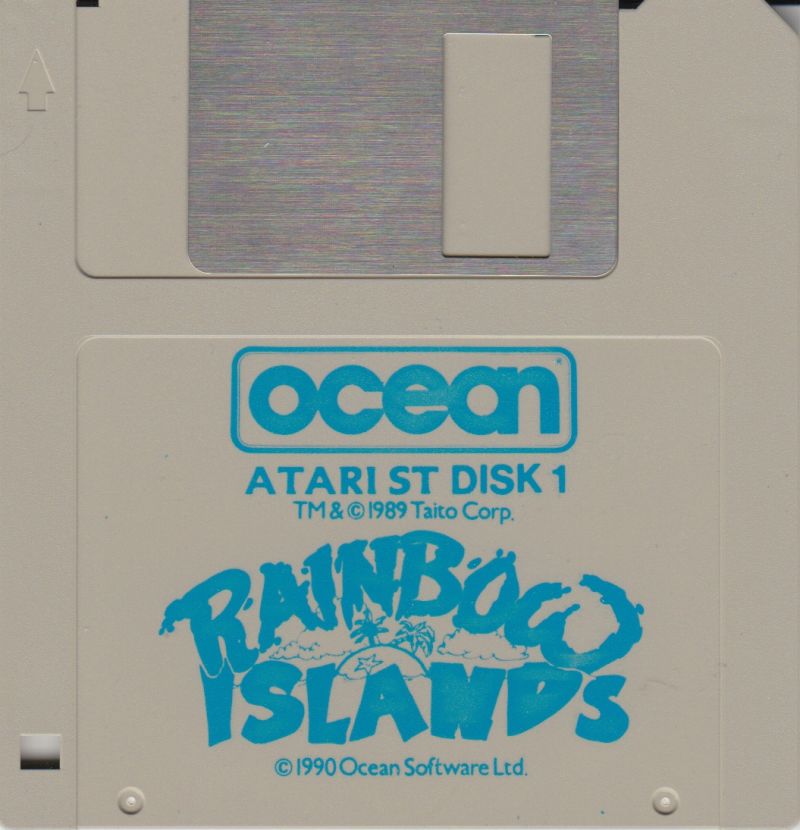 ocean
ATARI ST DISK 1
TM & © 1989 Taito Corp.
RAINBOW
ISLANDS
© 1990 Ocean Software Ltd.